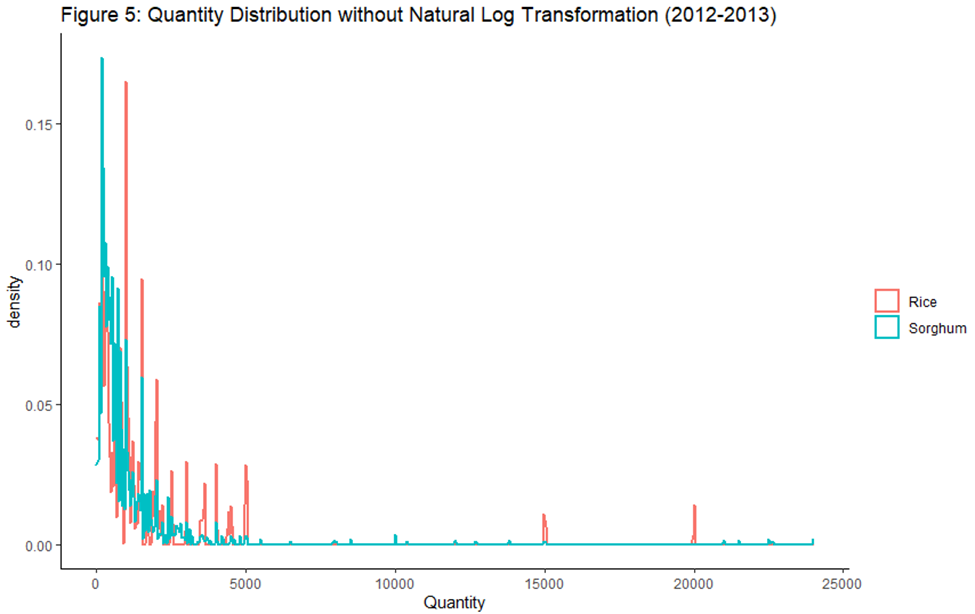 Figure 5: Quantity Distribution without Natural Log Transformation (2012-2013)
density
0.15
0.10
0.05
0.00
0
5000
10000
15000
20000
25000
Quantity
Rice
Sorghum